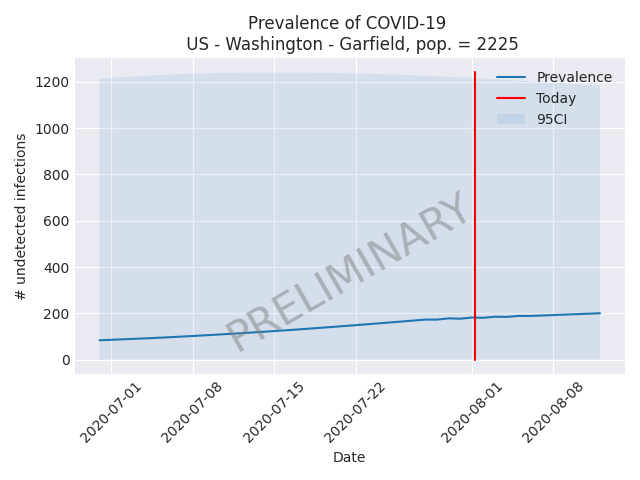 Prevalence of COVID-19
US - Washington - Garfield, pop. = 2225
Prevalence
Today
95CI
PRELIMINARY
# undetected infections
1200
1000
800
600
400
200
0
2020-07-01
2020-07-08
2020-07-15
2020-07-22
2020-08-01
2020-08-08
Date